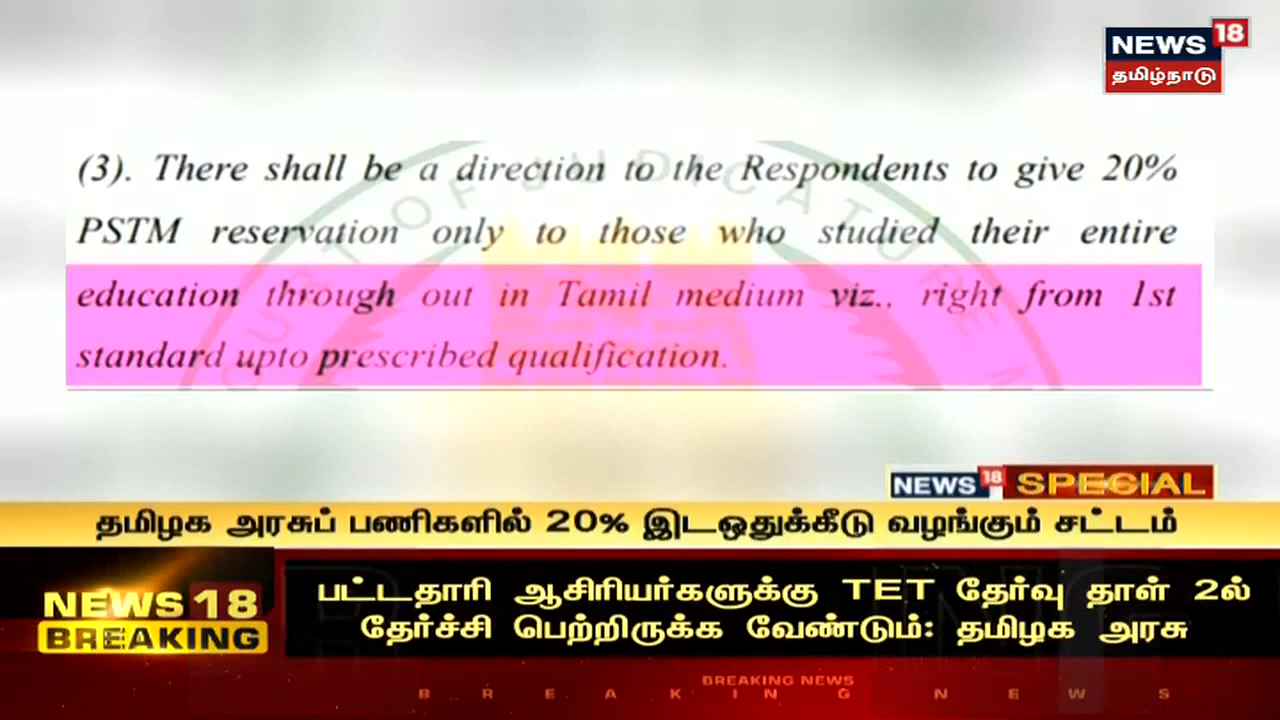 NEWS 18
தமிழ்நாடு
(3). There shall be a direction to the Respondents to give 20%
PSTM reservation only to those who studied their entire
education through out in Tamil medium viz., right from 1st
standard upto prescribed qualification.
NEWS 18 SPECIAL
தமிழக அரசுப் பணிகளில் 20% இடஒதுக்கீடு வழங்கும் சட்டம்
NEWS 18
BREAKING
பட்டதாரி ஆசிரியர்களுக்கு TET தேர்வு தாள் 2ல்
தேர்ச்சி பெற்றிருக்க வேண்டும்: தமிழக அரசு
BREAKING NEWS
BREAKING NEWS